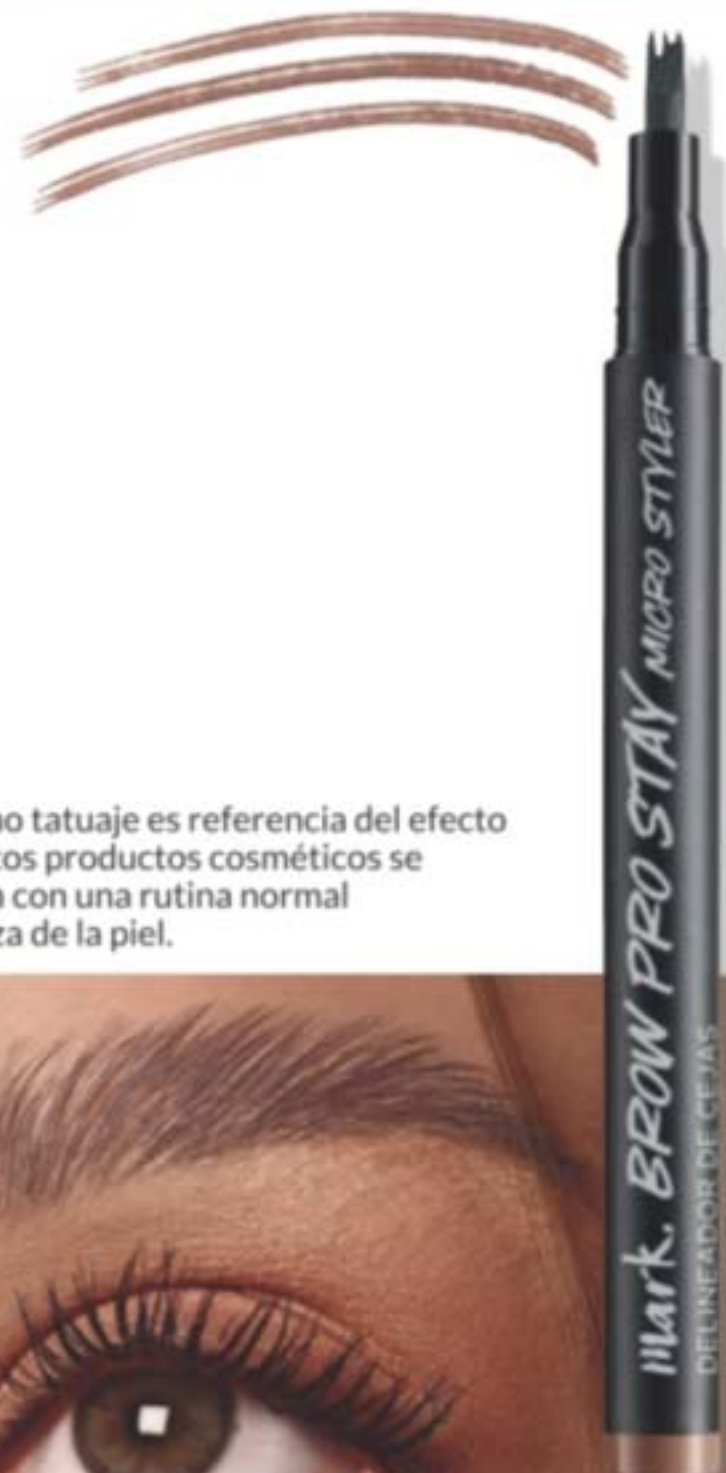 no tatuaje es referencia del efecto
tos productos cosméticos se
n con una rutina normal
za de la piel.
mark. BROW PRO STAY MICRO STYLER
DELINEADOR DE CEJAS